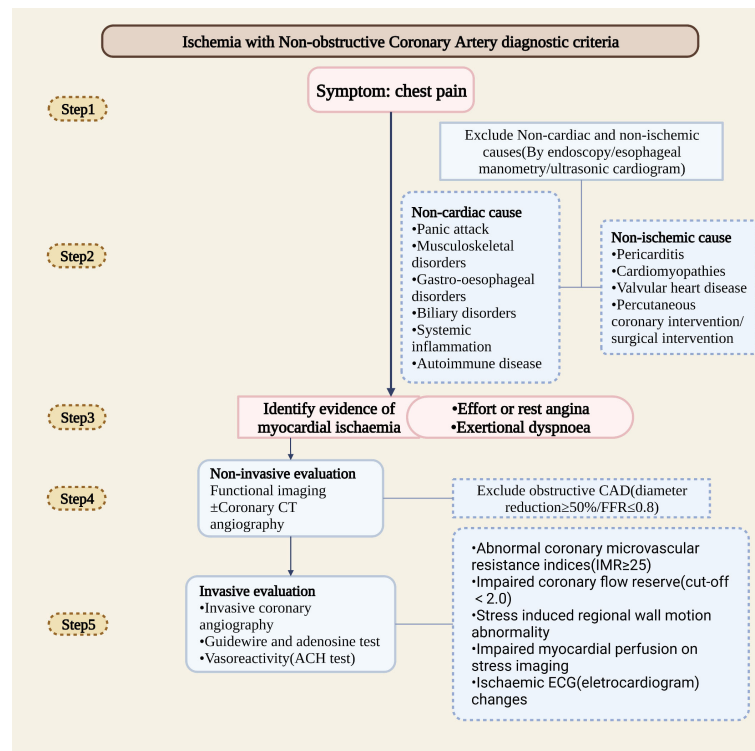 Ischemia with Non-obstructive Coronary Artery diagnostic criteria
Step1
Symptom: chest pain
Exclude Non-cardiac and non-ischemic
causes(By endoscopy/esophageal
manometry/ultrasonic cardiogram)
Step2
Non-cardiac cause
•Panic attack
•Musculoskeletal
disorders
•Gastro-oesophageal
disorders
•Biliary disorders
•Systemic
inflammation
•Autoimmune disease
Non-ischemic cause
•Pericarditis
•Cardiomyopathies
•Valvular heart disease
•Percutaneous
coronary intervention/
surgical intervention
Step3
Identify evidence of
myocardial ischaemia
•Effort or rest angina
•Exertional dyspnoea
Step4
Non-invasive evaluation
Functional imaging
±Coronary CT
angiography
Exclude obstructive CAD(diameter
reduction≥50%/FFR≤0.8)
Step5
Invasive evaluation
•Invasive coronary
angiography
•Guidewire and adenosine test
•Vasoreactivity(ACH test)
•Abnormal coronary microvascular
resistance indices(IMR≥25)
•Impaired coronary flow reserve(cut-off
< 2.0)
•Stress induced regional wall motion
abnormality
•Impaired myocardial perfusion on
stress imaging
•Ischaemic ECG(eletrocardiogram)
changes